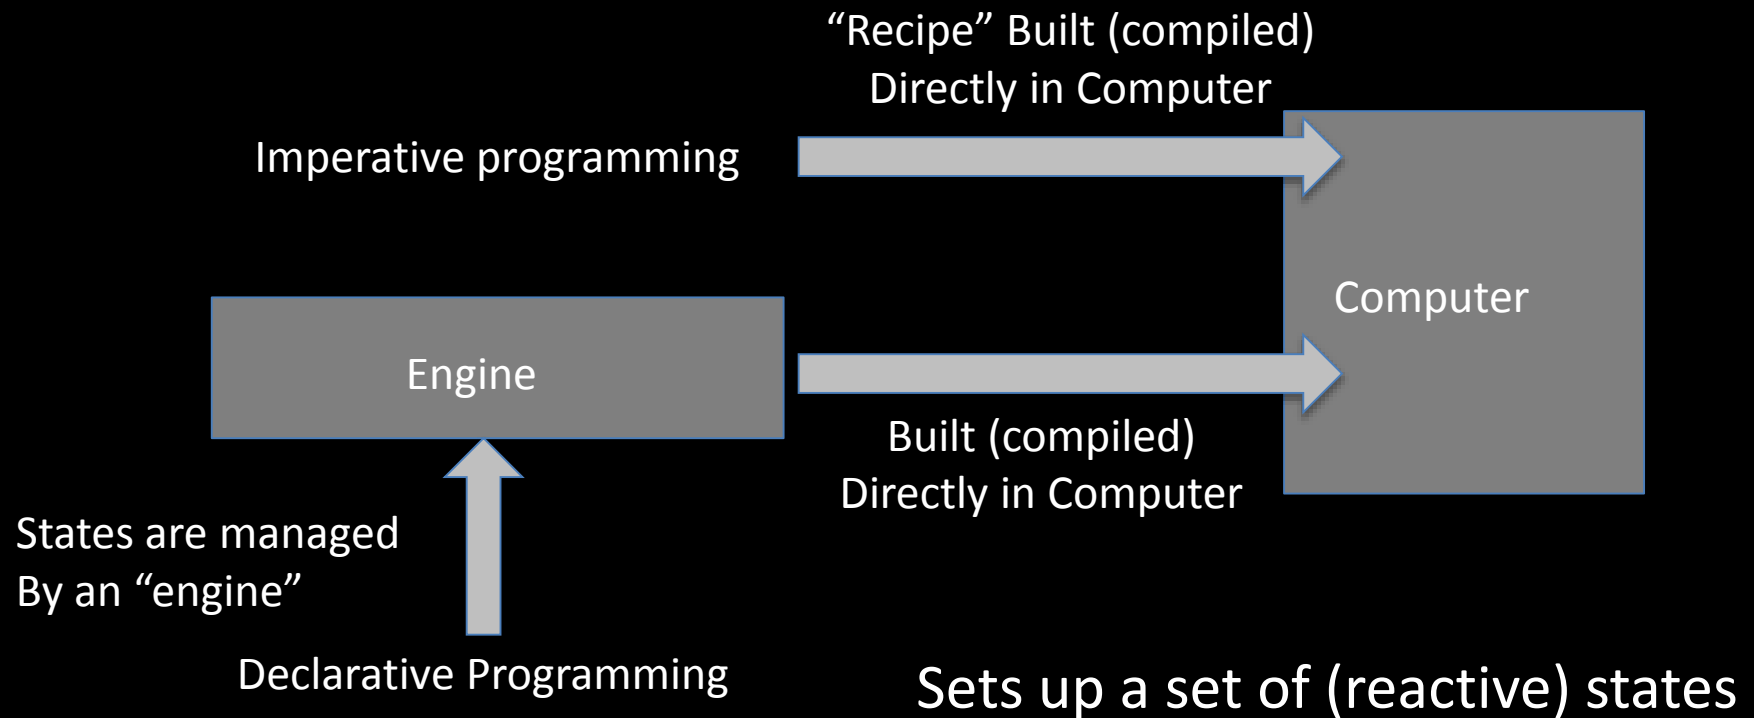 “Recipe” Built (compiled)
Directly in Computer
Imperative programming
Computer
Engine
Built (compiled)
Directly in Computer
States are managed
By an “engine”
Declarative Programming
Sets up a set of (reactive) states